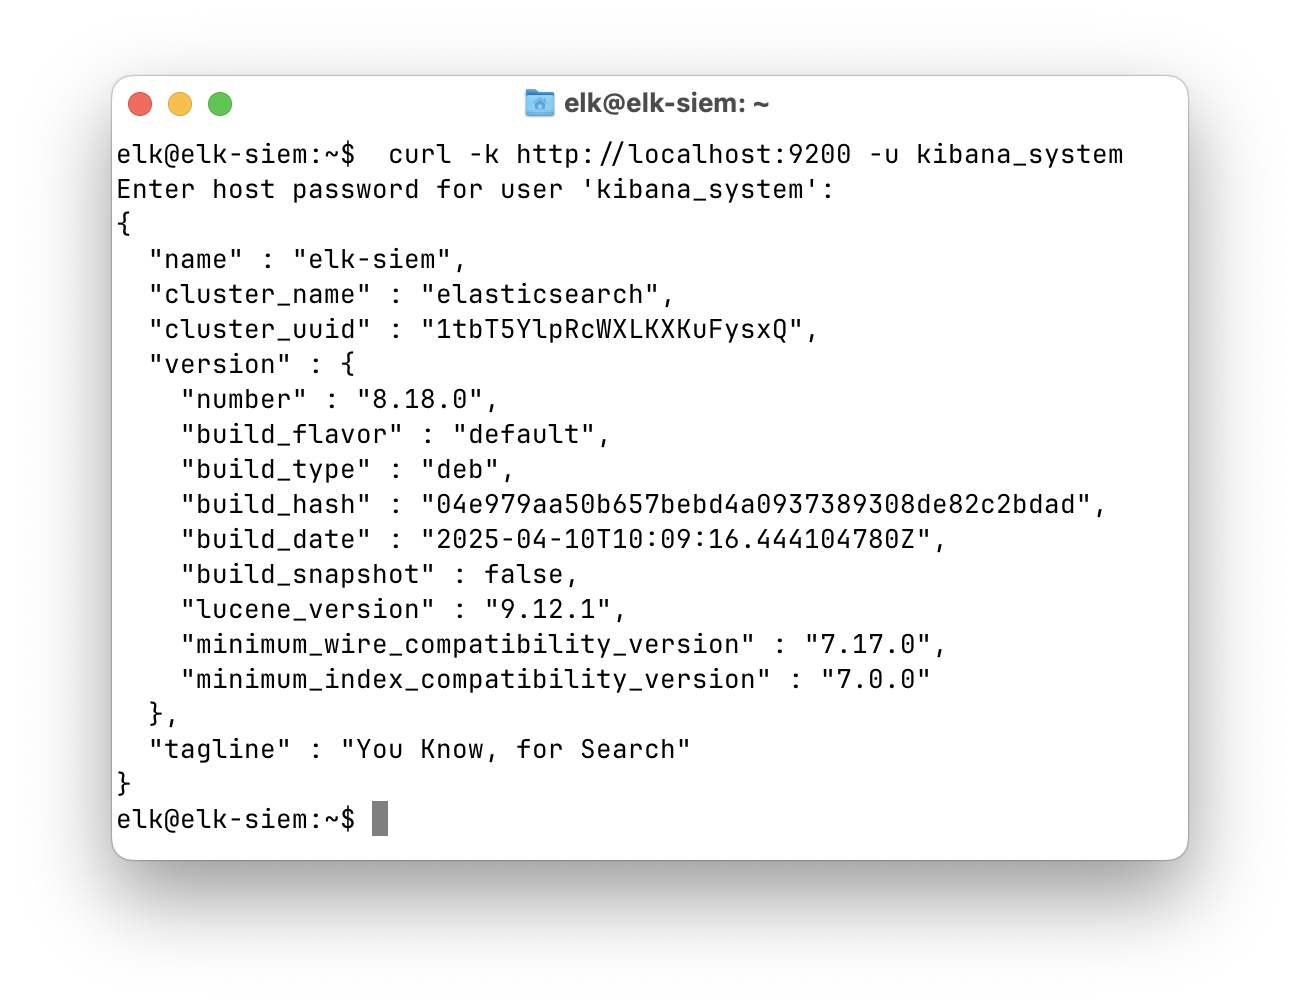 elk@elk-siem: ~
elk@elk-siem:~$  curl -k http://localhost:9200 -u kibana_system
Enter host password for user 'kibana_system':
{
  "name" : "elk-siem",
  "cluster_name" : "elasticsearch",
  "cluster_uuid" : "1tbT5YlpRcWXLKXKuFysxQ",
  "version" : {
    "number" : "8.18.0",
    "build_flavor" : "default",
    "build_type" : "deb",
    "build_hash" : "04e979aa50b657bebd4a0937389308de82c2bdad",
    "build_date" : "2025-04-10T10:09:16.444104780Z",
    "build_snapshot" : false,
    "lucene_version" : "9.12.1",
    "minimum_wire_compatibility_version" : "7.17.0",
    "minimum_index_compatibility_version" : "7.0.0"
  },
  "tagline" : "You Know, for Search"
}
elk@elk-siem:~$